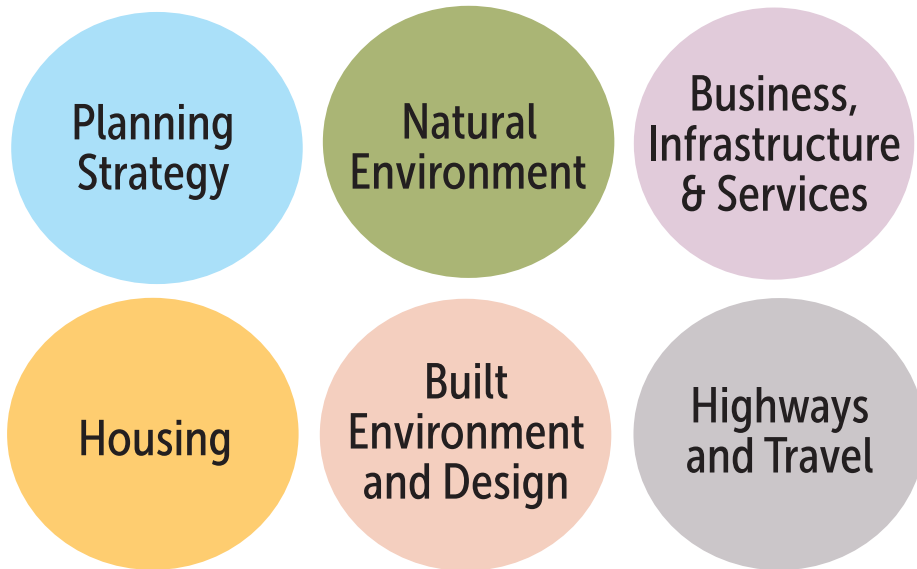 Planning
Strategy
Natural
Environment
Business,
Infrastructure
& Services
Housing
Built
Environment
and Design
Highways
and Travel